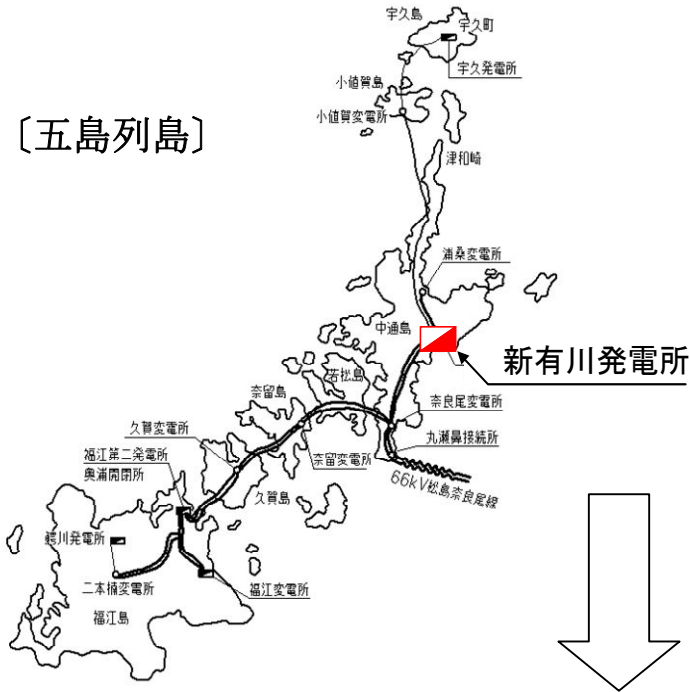 宇久島
宇久町
宇久発電所
小値賀島
小値賀変電所
〔五島列島〕
津和崎
浦桑変電所
中通島
新有川発電所
若松島
奈留島
奈良尾変電所
久賀変電所
丸瀬鼻接続所
福江第二発電所
奥浦開閉所
奈留変電所
66kV松島奈良尾線
久賀島
発電所
二本楠変電所
福江変電所
福江島